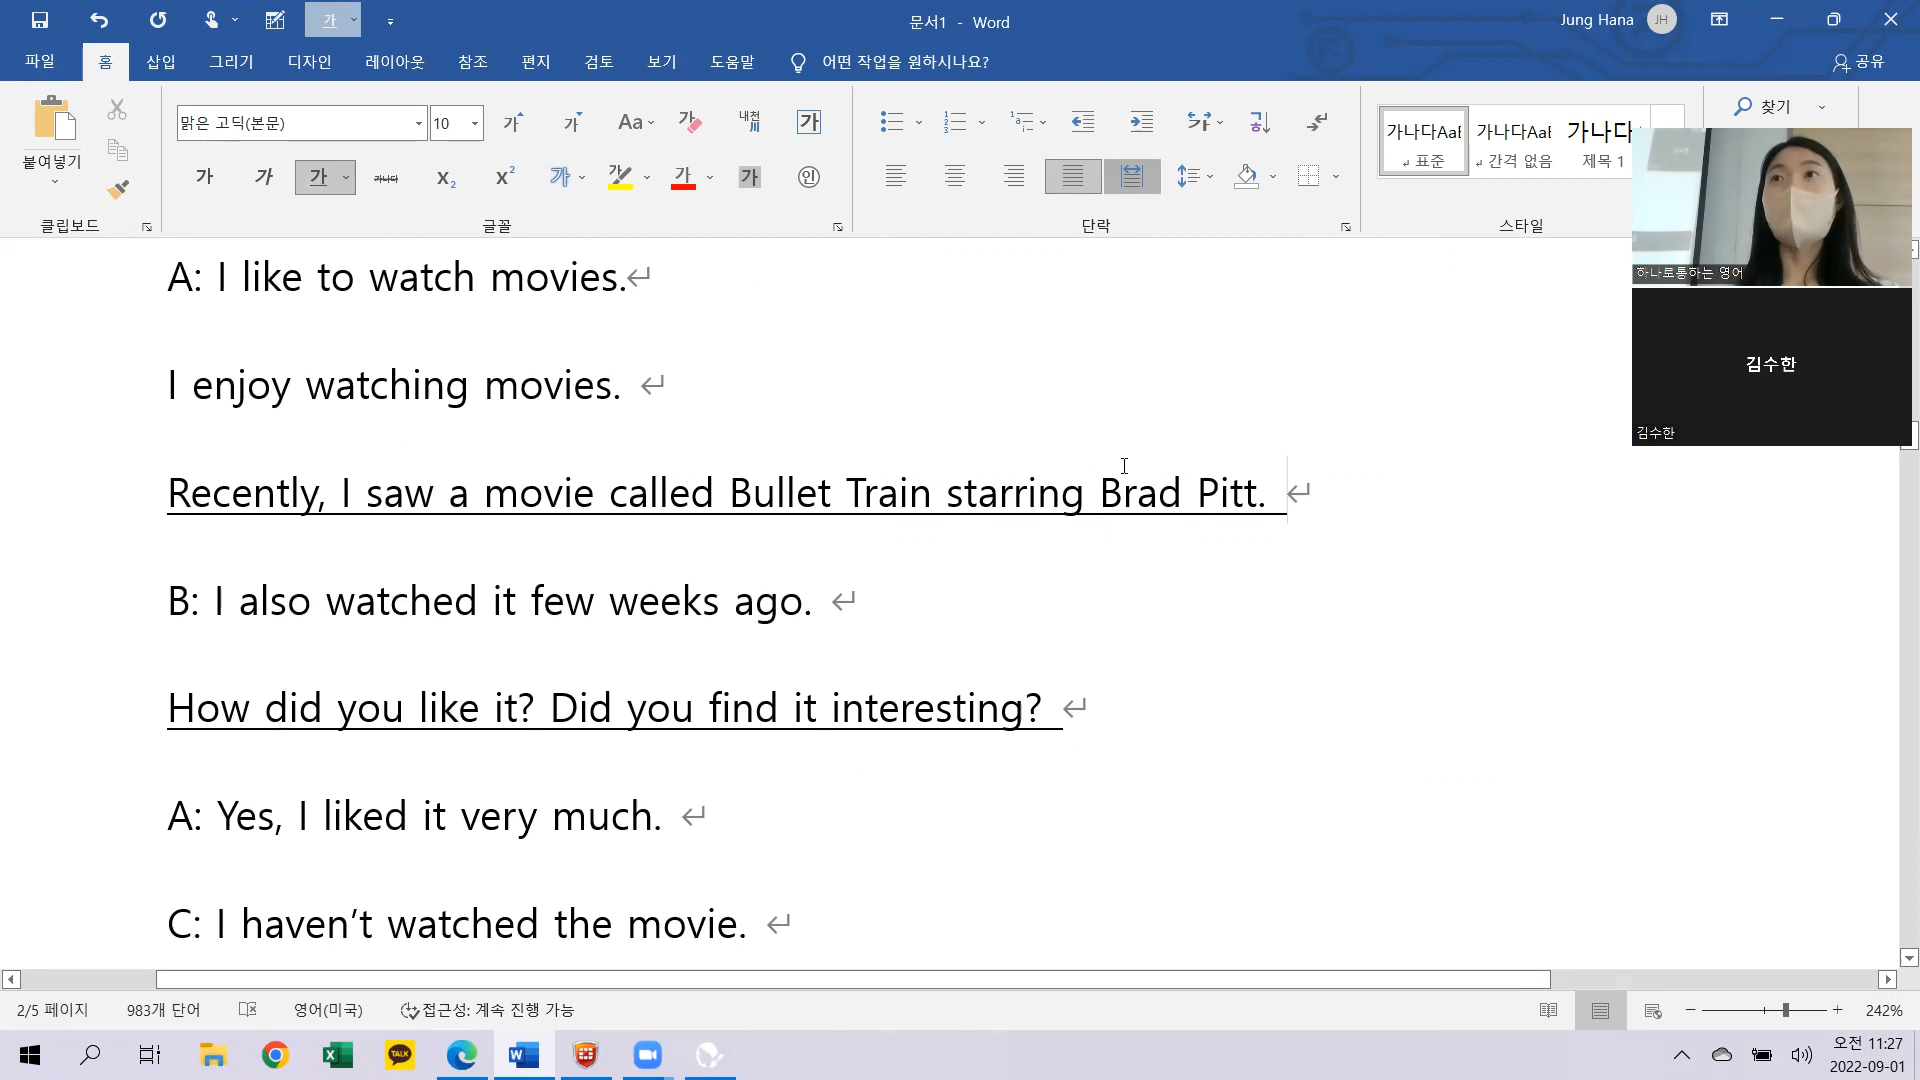 문서1 - Word
Jung Hana JH
파일 홈 삽입 그리기 디자인 레이아웃 참조 편지 검토 보기 도움말 어떤 작업을 원하시나요? 공유
맑은 고딕(본문) 10
붙여넣기
가나다AaB 가나다AaB 가나다
표준 간격 없음 제목 1
찾기
클립보드 글꼴 단락 스타일
하나로통하는 영어
김수한
김수한
A: I like to watch movies.
I enjoy watching movies.
Recently, I saw a movie called Bullet Train starring Brad Pitt.
B: I also watched it few weeks ago.
How did you like it? Did you find it interesting?
A: Yes, I liked it very much.
C: I haven’t watched the movie.
2/5 페이지 983개 단어 영어(미국) 접근성: 계속 진행 가능 242%
TALK
오전 11:27
2022-09-01